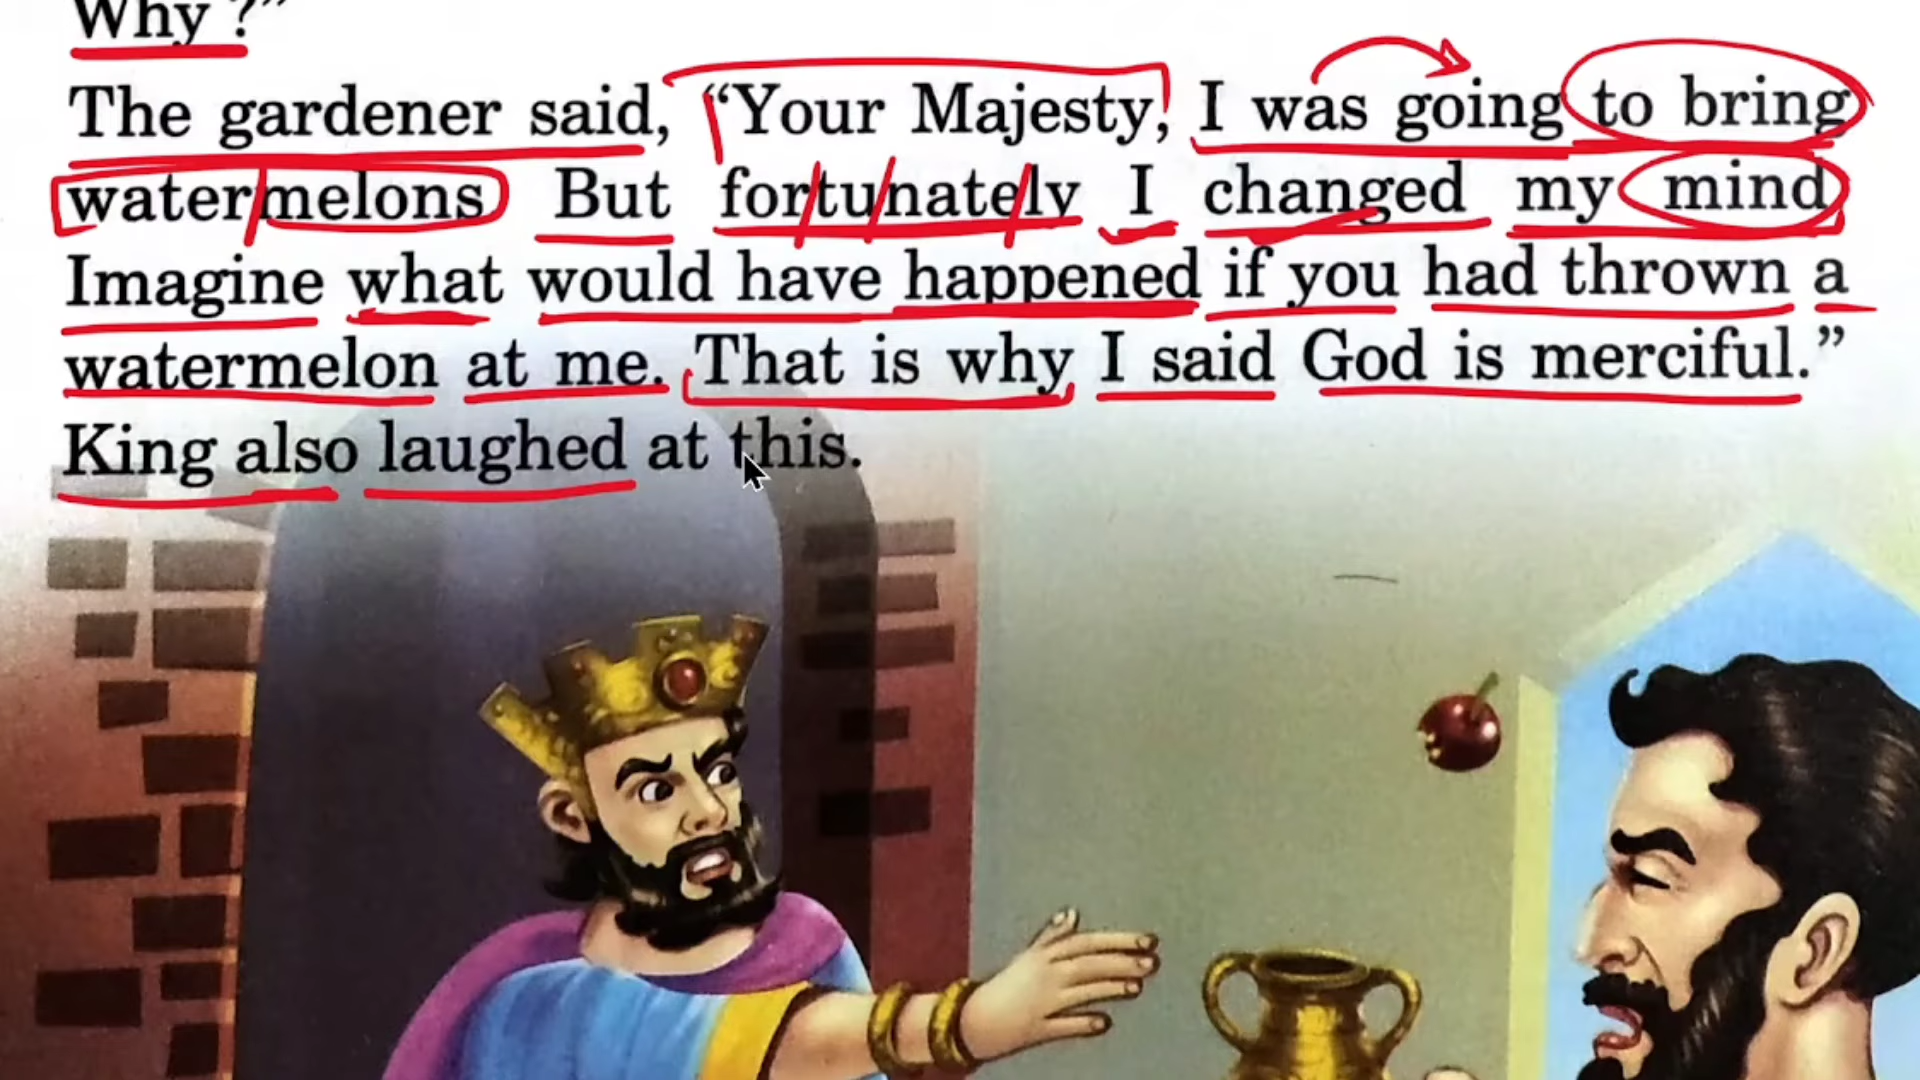 Why ?”
The gardener said, “Your Majesty, I was going to bring
watermelons But fortunately I changed my mind
Imagine what would have happened if you had thrown a
watermelon at me. That is why I said God is merciful.”
King also laughed at this.